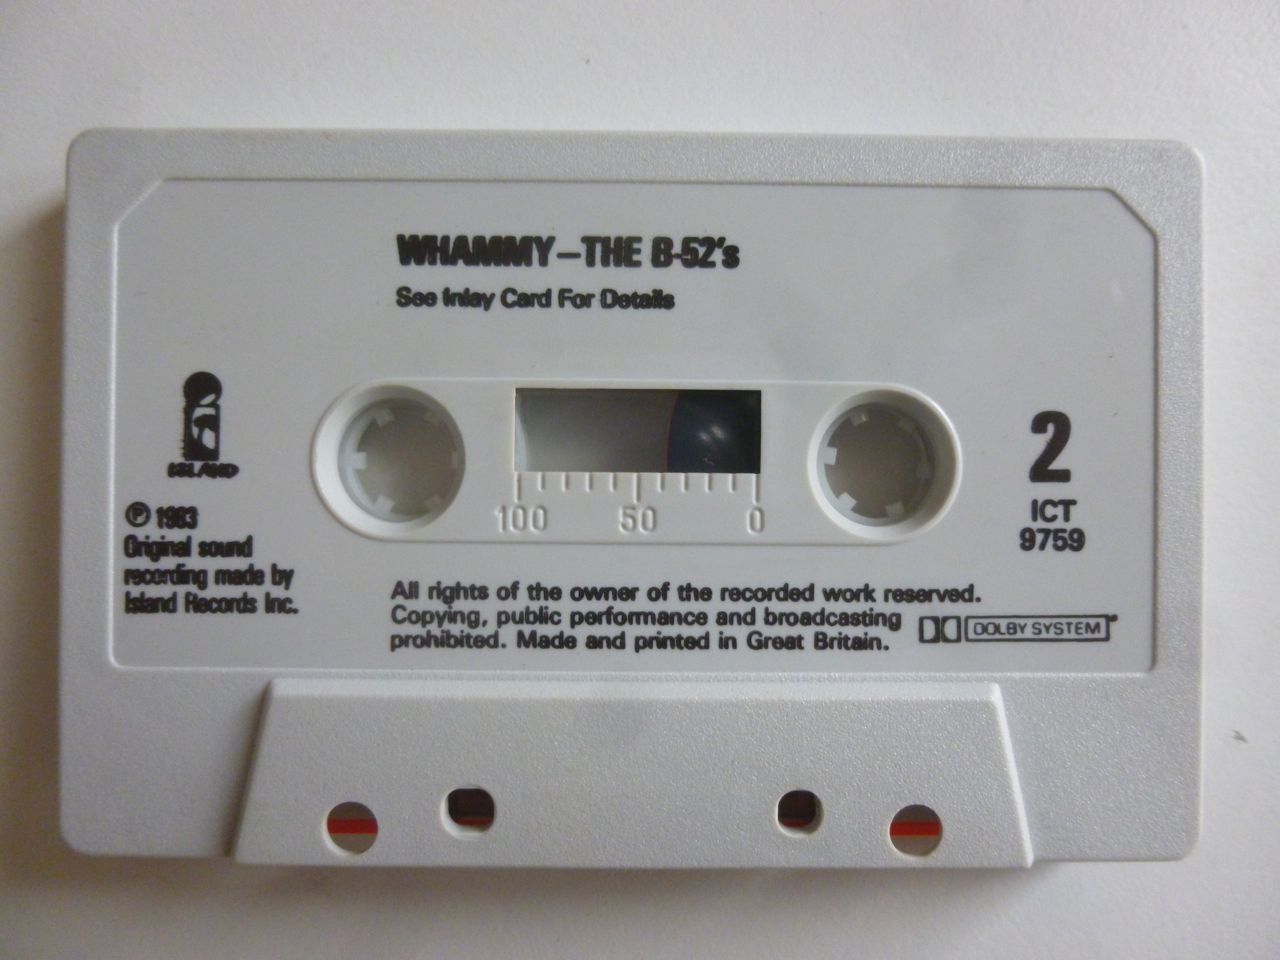 WHAMMY–THE B-52's
See Inlay Card For Details
ISLAND
℗ 1983
Original sound
recording made by
Island Records Inc.
100 50 0
2
ICT
9759
All rights of the owner of the recorded work reserved.
Copying, public performance and broadcasting
prohibited. Made and printed in Great Britain.
DOLBY SYSTEM